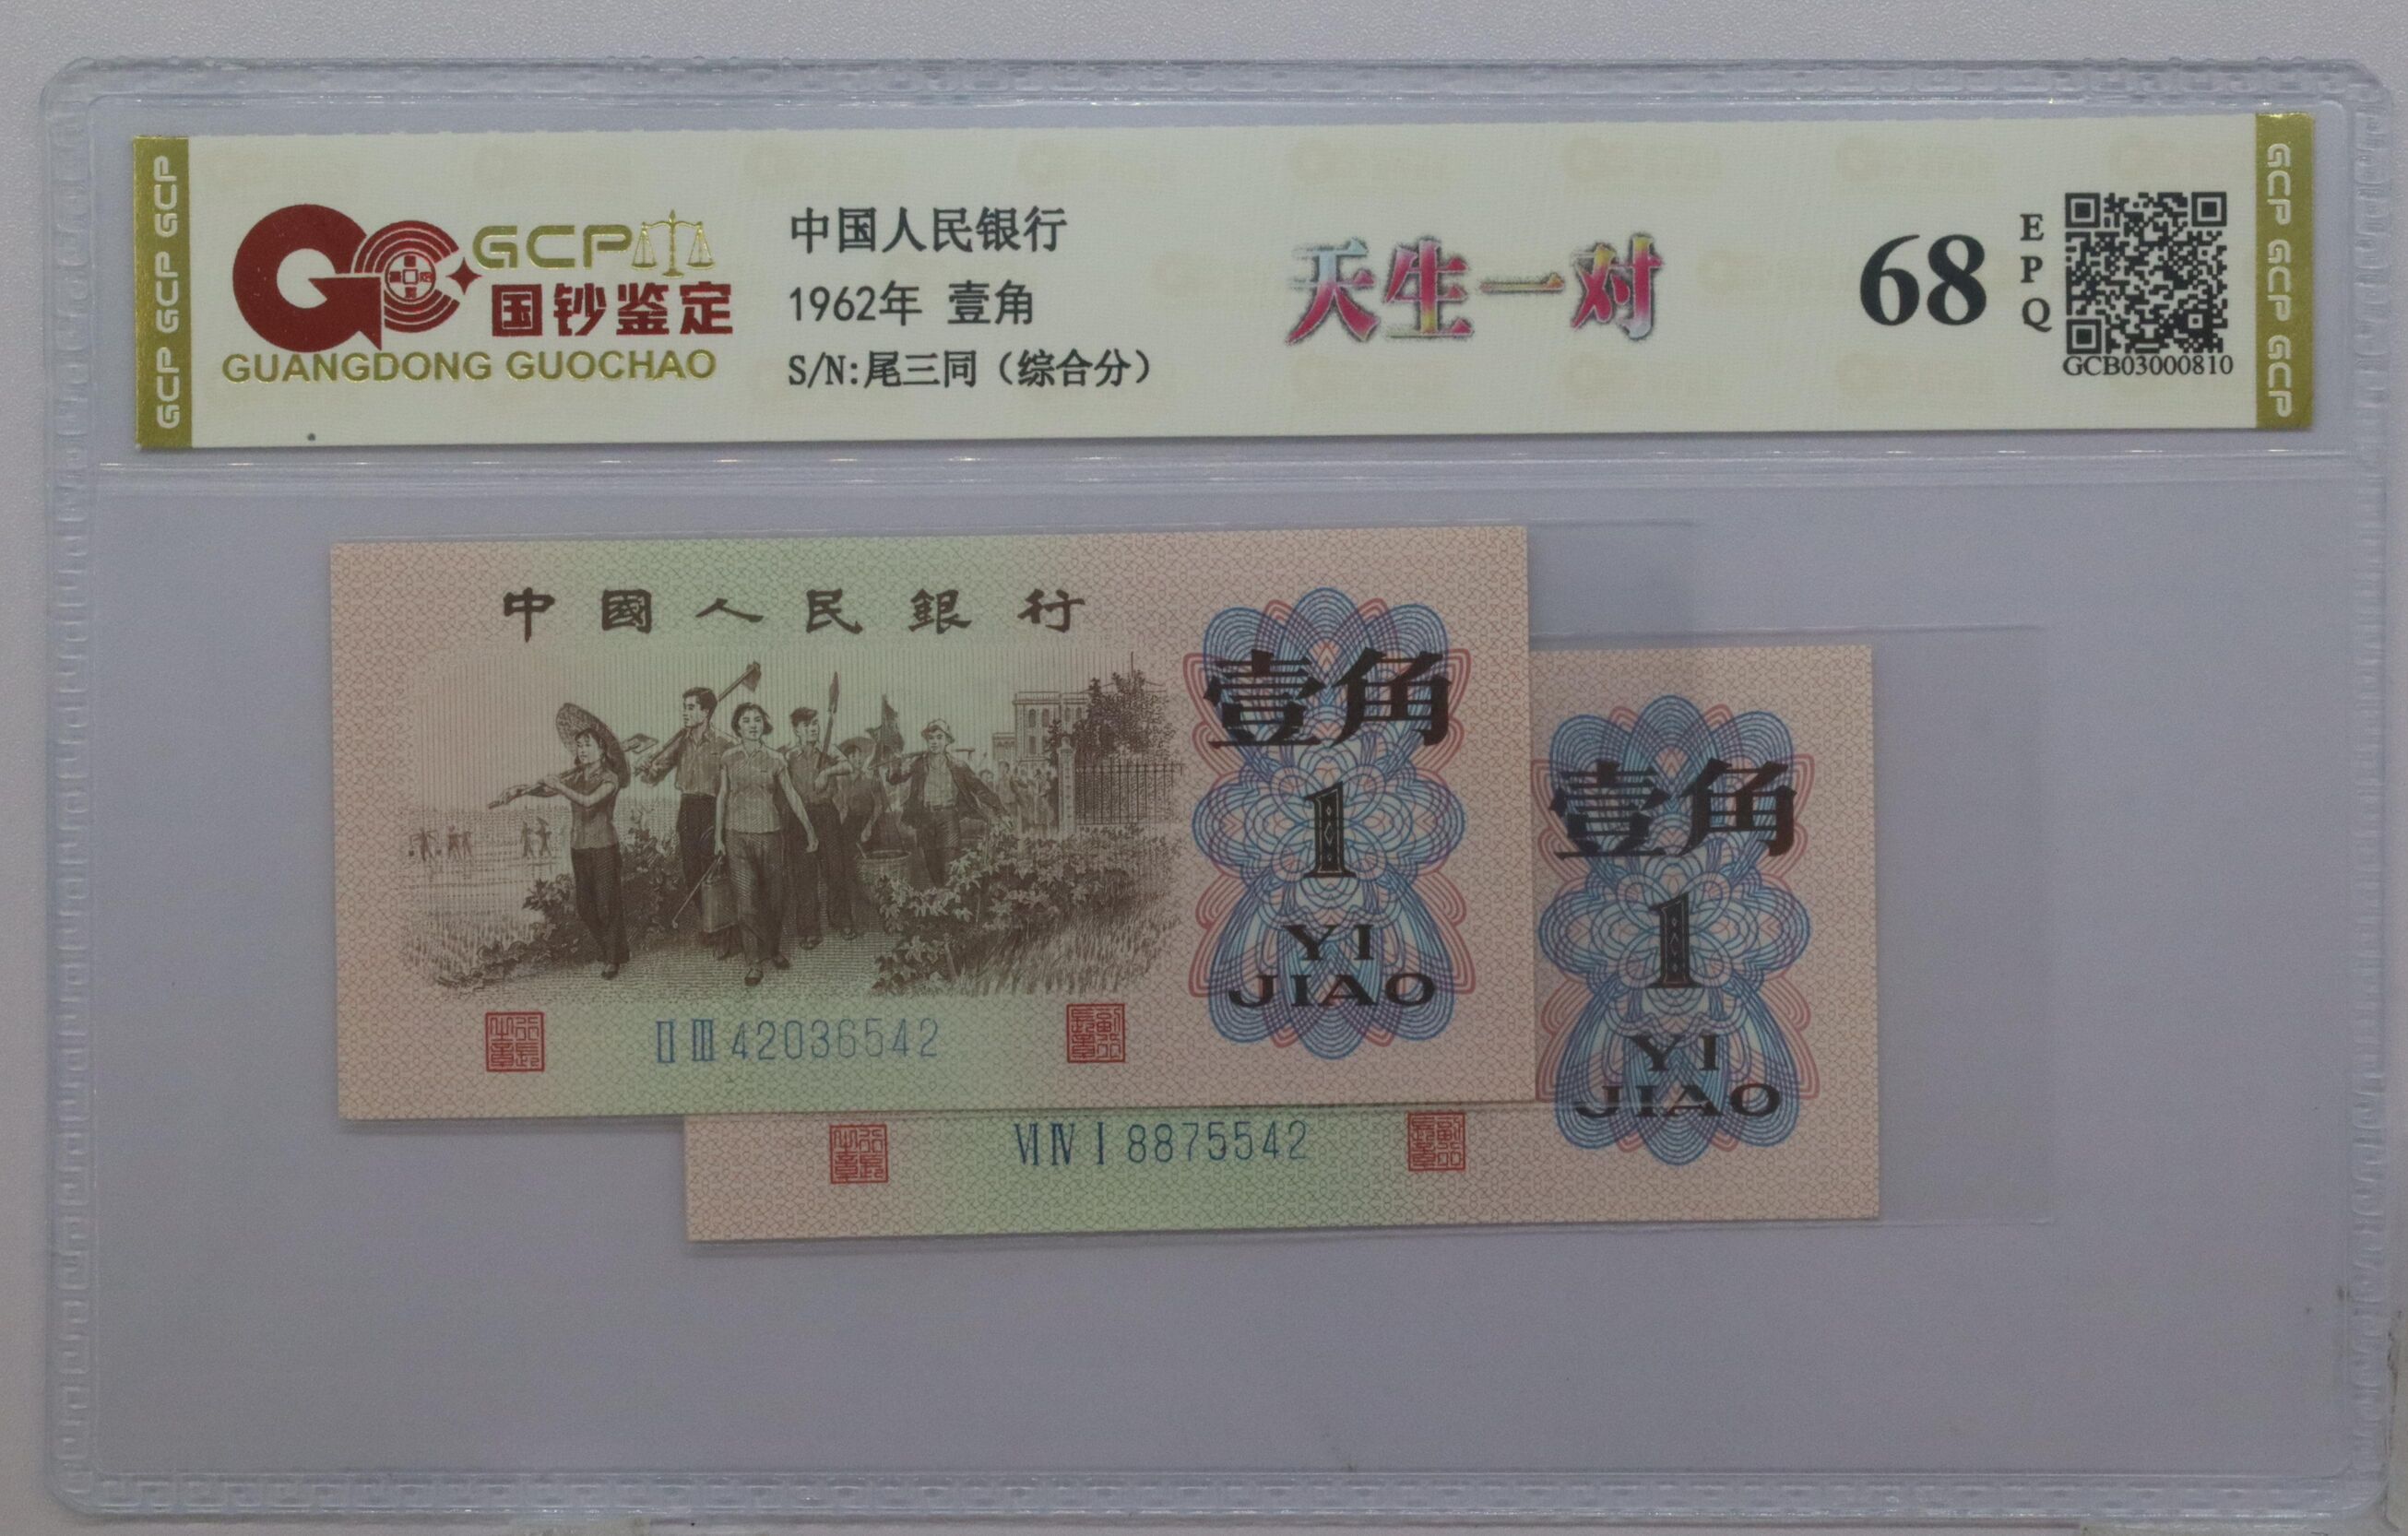 GCP GCP GCP
GCP
国钞鉴定
GUANGDONG GUOCHAO
中国人民银行
1962年 壹角
S/N:尾三同（综合分）
天生一对
68
E
P
Q
GCB03000810
GCP GCP GCP
中國人民銀行
壹角
1
YI
JIAO
ⅡⅢ42036542
壹角
1
YI
JIAO
ⅥⅣⅠ8875542